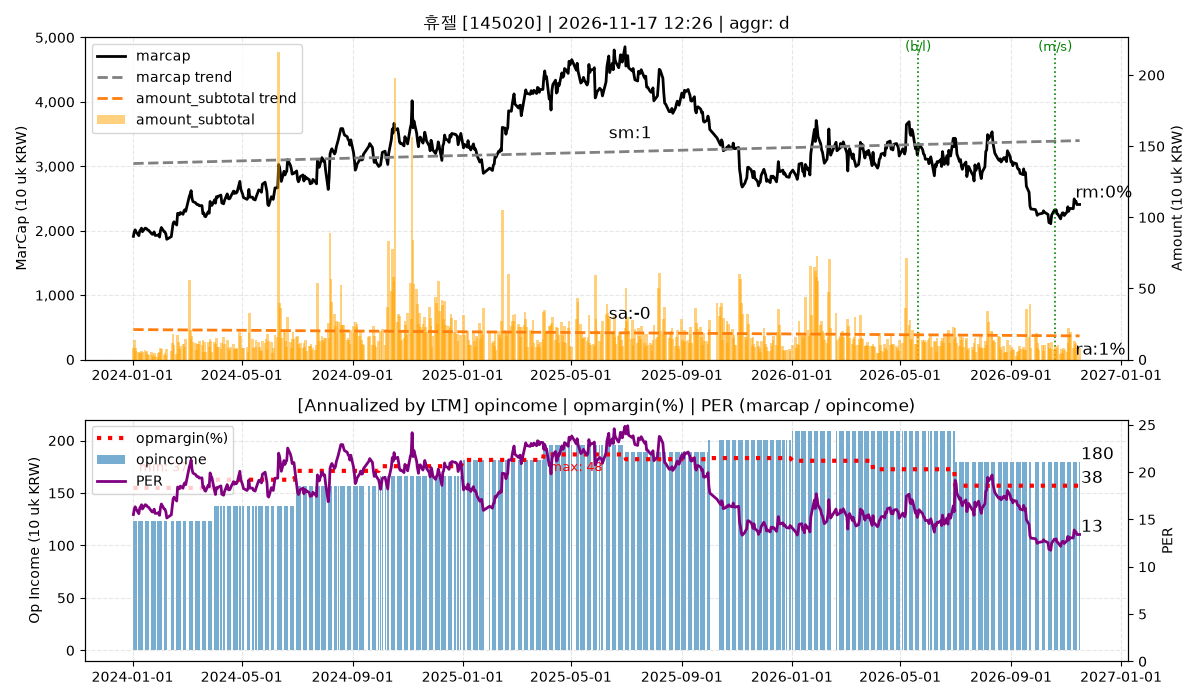 휴젤 [145020] | 2026-11-17 12:26 | aggr: d
MarCap (10 uk KRW)
5,000
4,000
3,000
2,000
1,000
0
marcap
marcap trend
amount_subtotal trend
amount_subtotal
(b/l)
(m/s)
sm:1
rm:0%
sa:-0
ra:1%
200
150
100
50
0
Amount (10 uk KRW)
2024-01-01
2024-05-01
2024-09-01
2025-01-01
2025-05-01
2025-09-01
2026-01-01
2026-05-01
2026-09-01
2027-01-01
[Annualized by LTM] opincome | opmargin(%) | PER (marcap / opincome)
Op Income (10 uk KRW)
200
150
100
50
0
opmargin(%)
opincome
PER
max: 48
180
38
13
25
20
15
10
5
0
PER
2024-01-01
2024-05-01
2024-09-01
2025-01-01
2025-05-01
2025-09-01
2026-01-01
2026-05-01
2026-09-01
2027-01-01